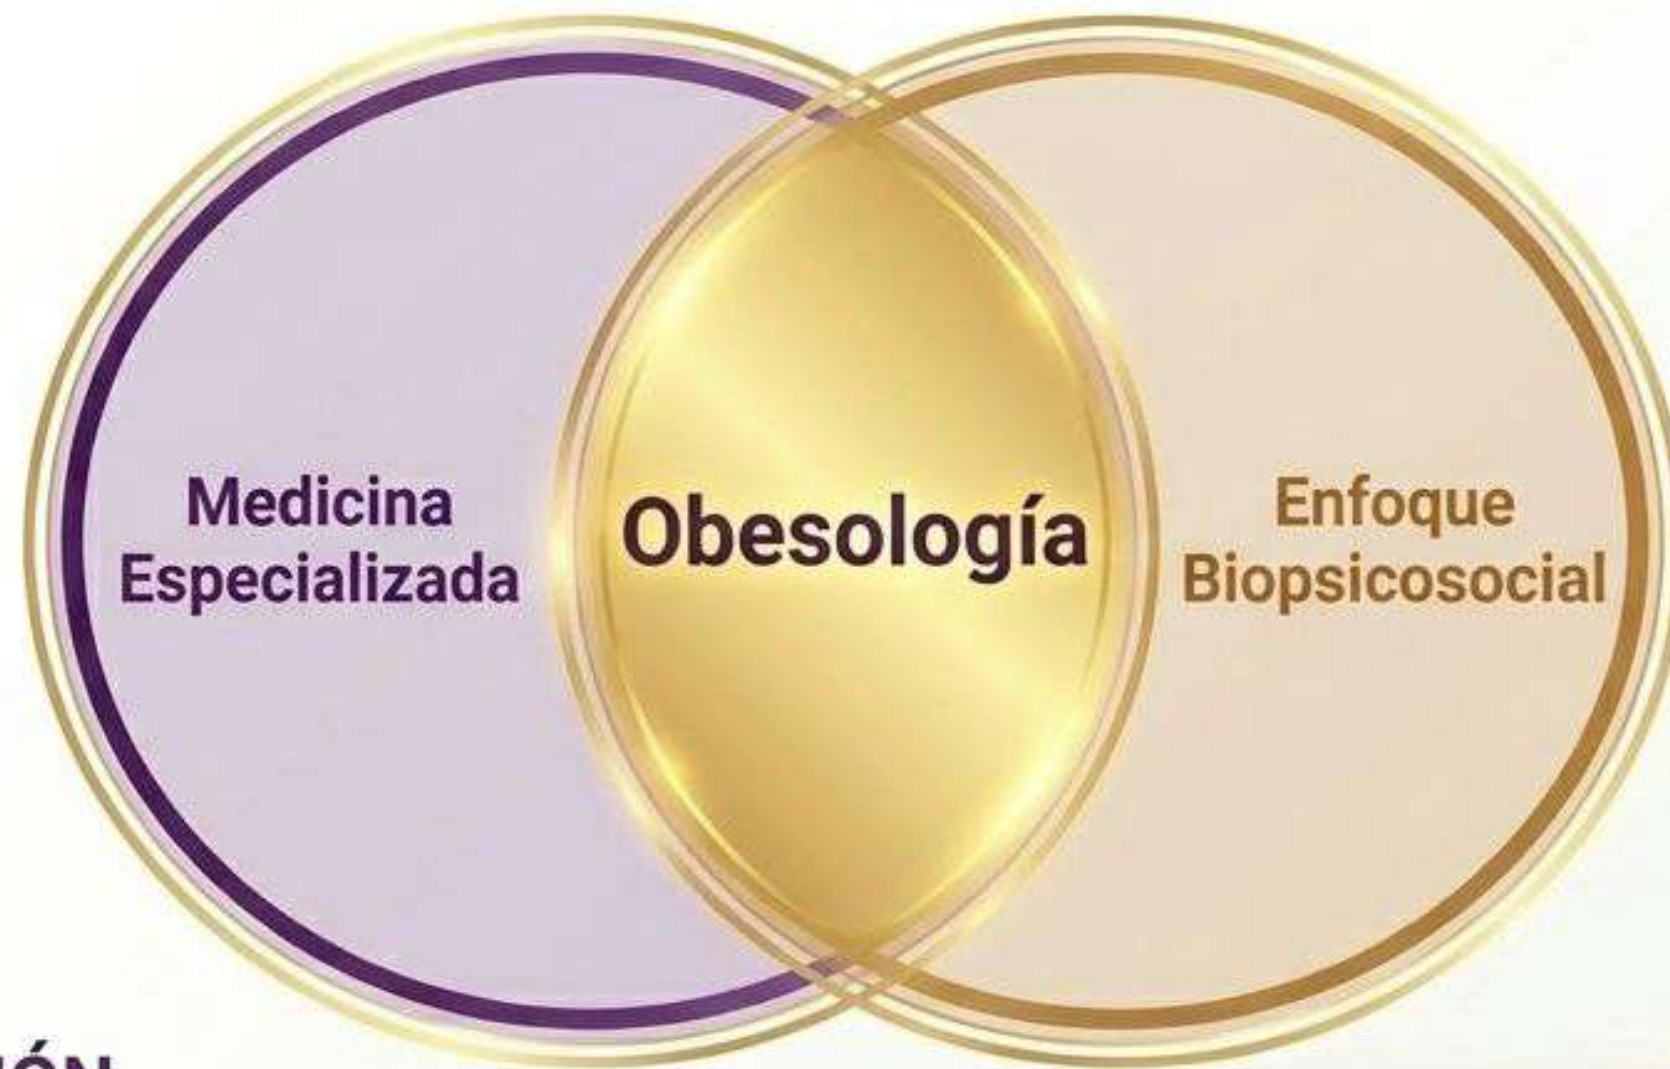 Medicina
Especializada
Obesología
Enfoque
Biopsicosocial